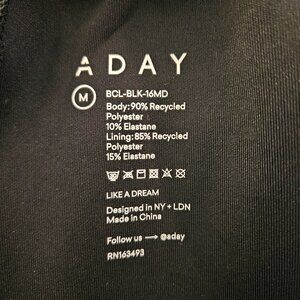 ADAY
M
BCL-BLK-16MD
Body: 90% Recycled
Polyester
10% Elastane
Lining: 85% Recycled
Polyester
15% Elastane
LIKE A DREAM
Designed in NY + LDN
Made in China
Follow us → @aday
RN163493